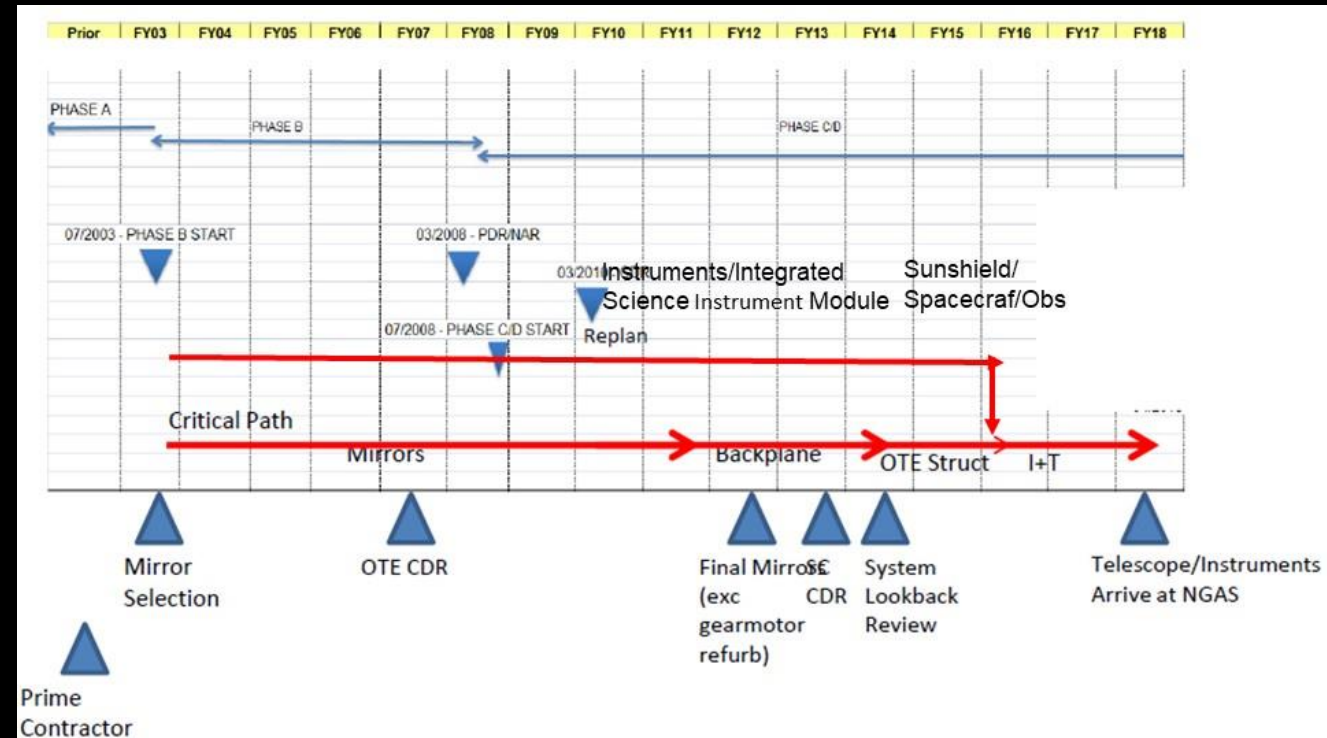 Prior FY03 FY04 FY05 FY06 FY07 FY08 FY09 FY10 FY11 FY12 FY13 FY14 FY15 FY16 FY17 FY18
PHASE A
PHASE B
PHASE C/D
07/2003 - PHASE B START
03/2008 - PDR/NAR
03/2010
Instruments/Integrated
Science Instrument Module
Sunshield/
Spacecraf/Obs
07/2008 - PHASE C/D START
Replan
Critical Path
Mirrors
Backplane
OTE Struct
I+T
Mirror
Selection
OTE CDR
Final Mirrors
(exc
gearmotor
refurb)
SC
CDR
System
Lookback
Review
Telescope/Instruments
Arrive at NGAS
Prime
Contractor